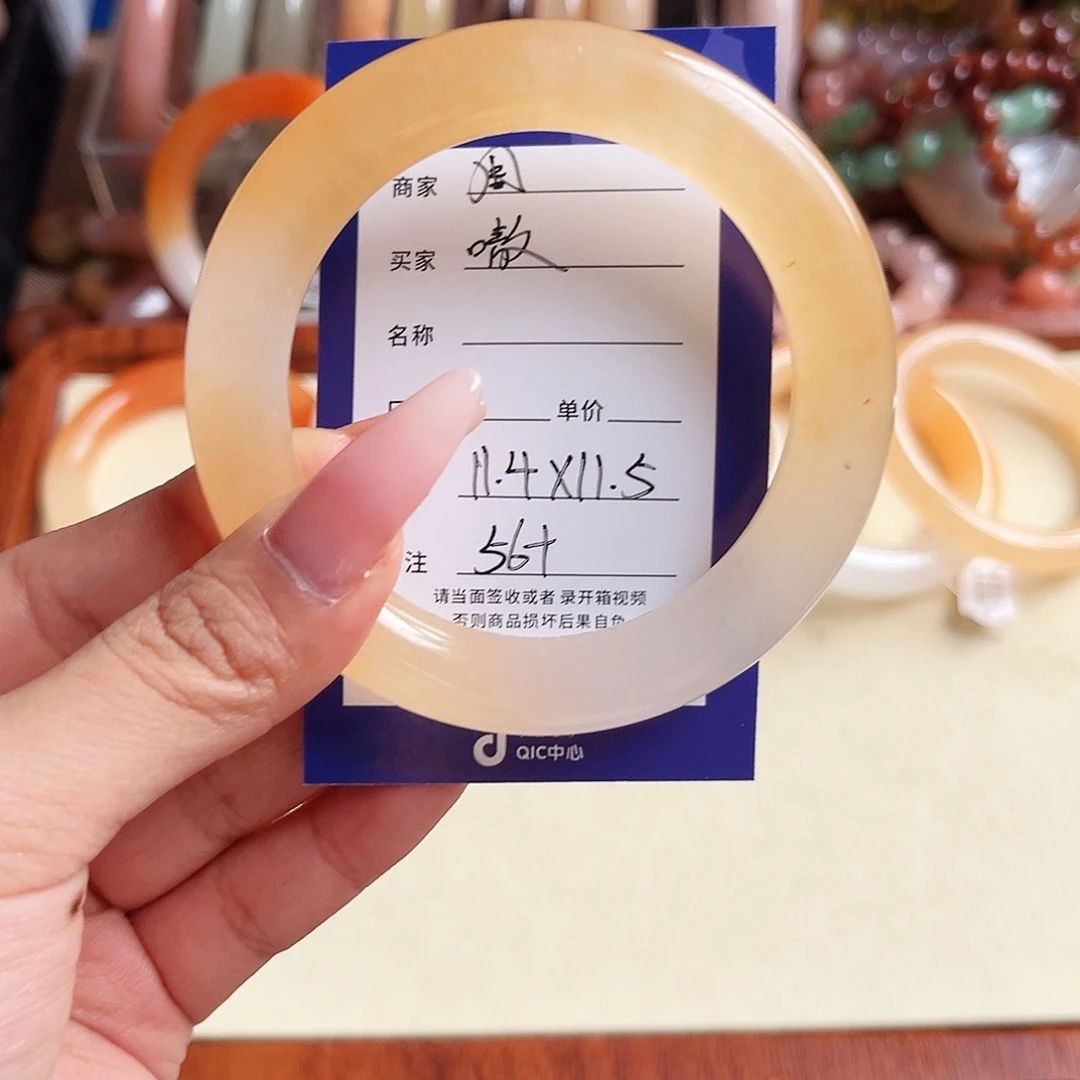 商家
买家 嗷
名称
单价
11.4X11.5
注 56+
请当面签收或者录开箱视频
否则商品损坏后果自负
QIC中心